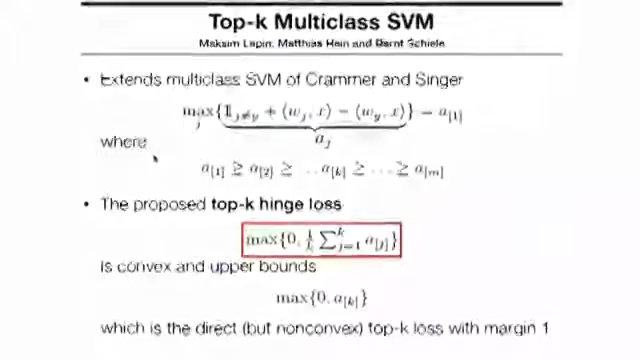 Top-k Multiclass SVM
Maksim Lapin, Matthias Hein and Bernt Schiele
• Extends multiclass SVM of Crammer and Singer
max_j {𝟙_{j≠y} + ⟨w_j, x⟩ − ⟨w_y, x⟩} = a_[1]
a_j
where
a_[1] ≥ a_[2] ≥ ... a_[k] ≥ ... ≥ a_[m]
• The proposed top-k hinge loss
max{0, 1/k ∑_{j=1}^k a_[j]}
is convex and upper bounds
max{0, a_[k]}
which is the direct (but nonconvex) top-k loss with margin 1